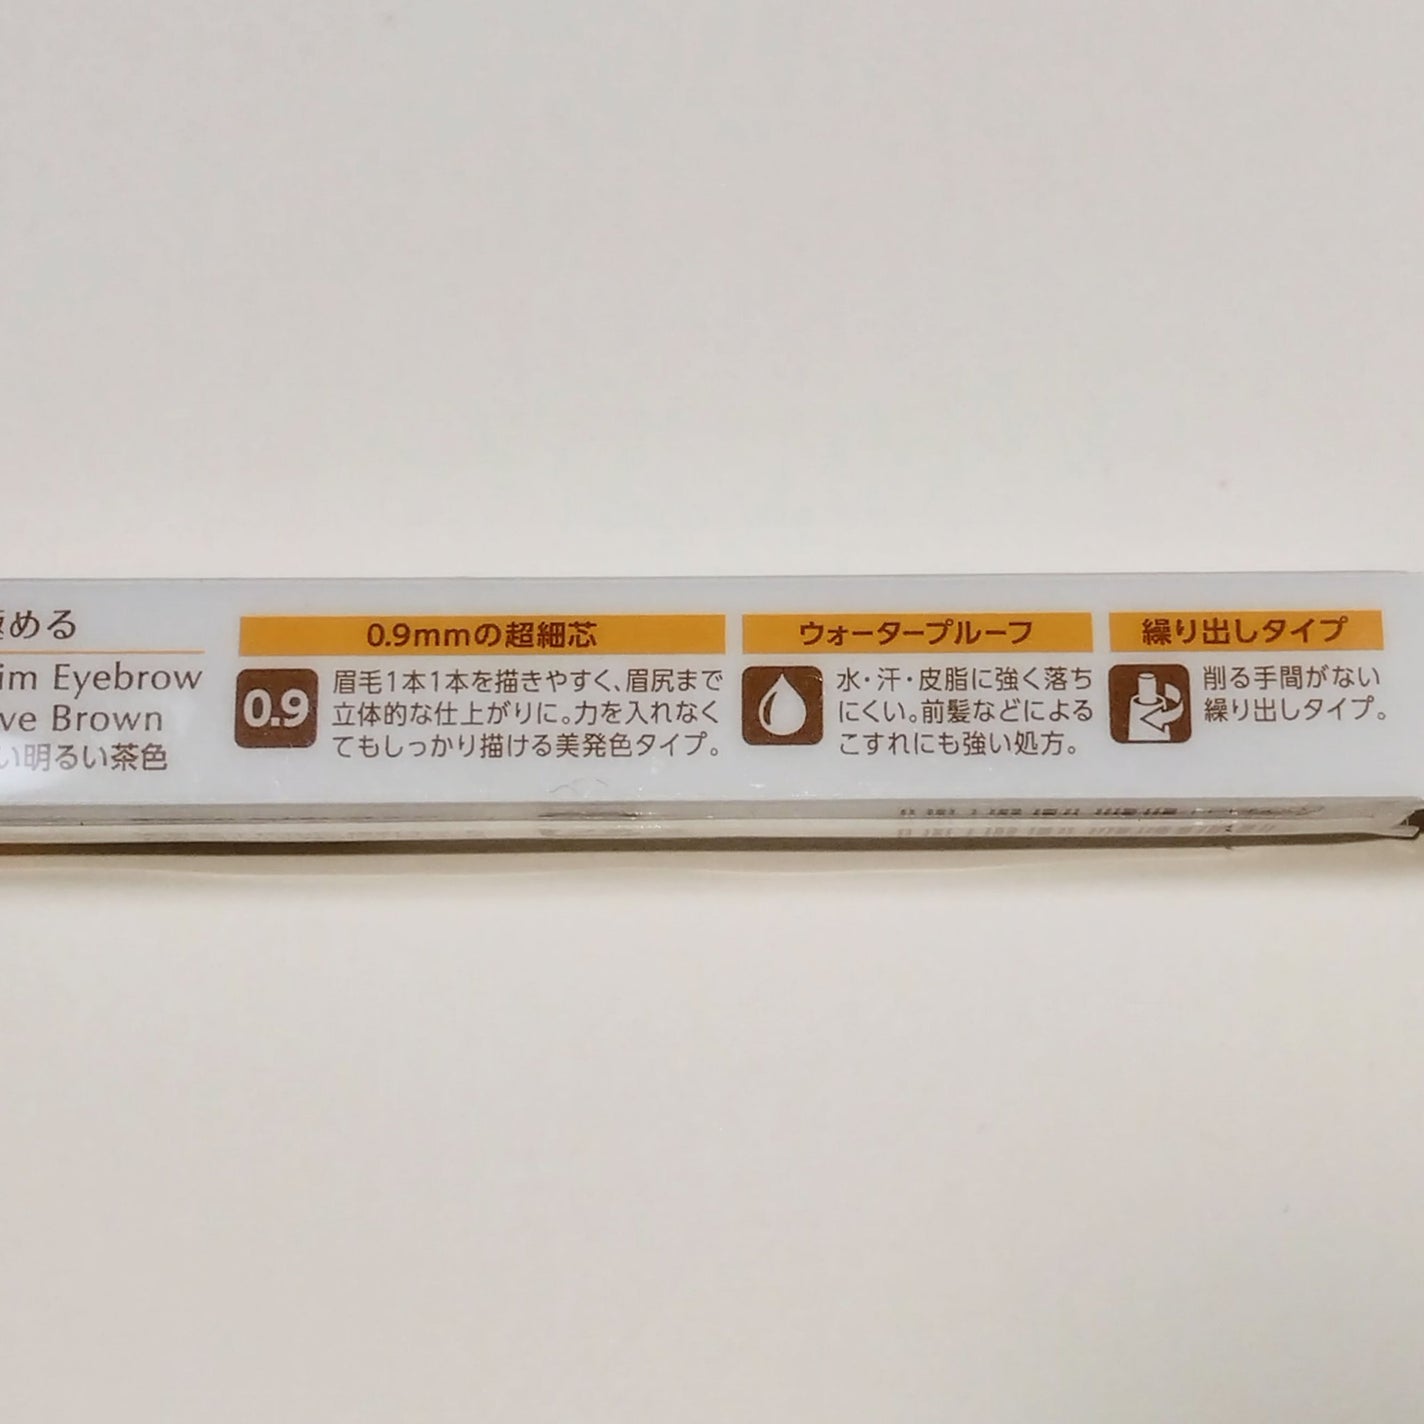 める
im Eyebrow
ve Brown
い明るい茶色
0.9mmの超細芯
0.9
眉毛1本1本を描きやすく、眉尻まで
立体的な仕上がりに。力を入れなく
てもしっかり描ける美発色タイプ。
ウォータープルーフ
水・汗・皮脂に強く落ち
にくい。前髪などによる
こすれにも強い処方。
繰り出しタイプ
削る手間がない
繰り出しタイプ。